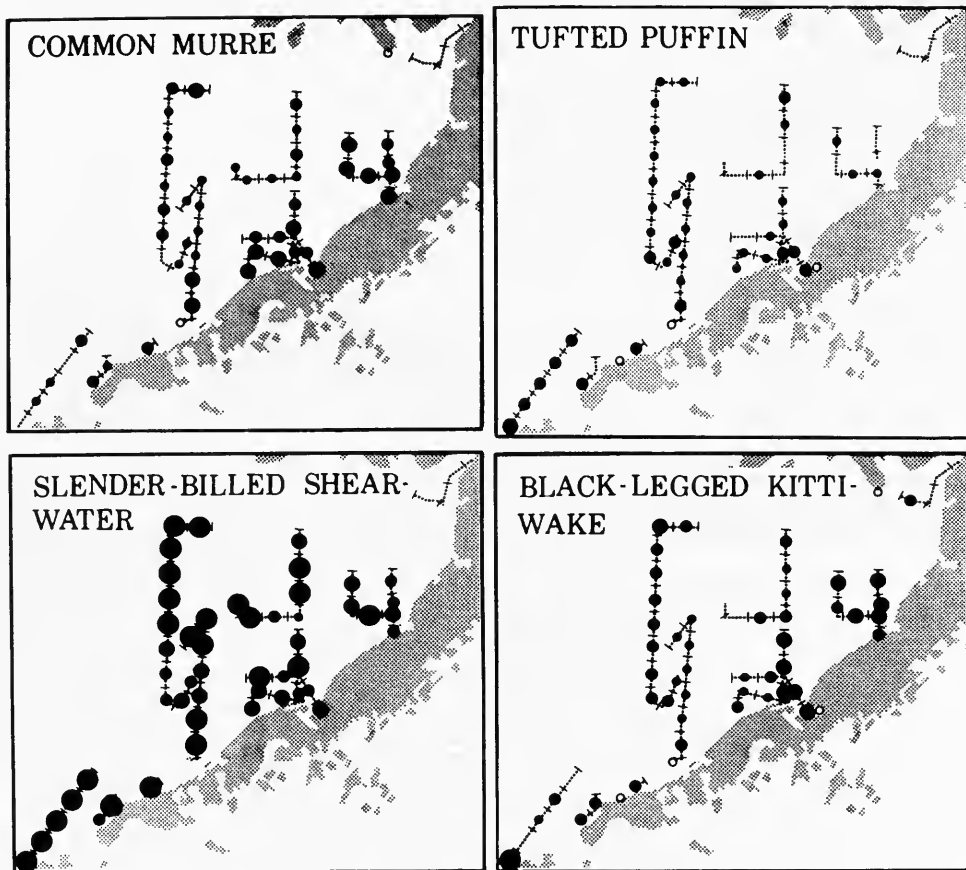 COMMON MURRE
TUFTED PUFFIN
SLENDER-BILLED SHEAR-
WATER
BLACK-LEGGED KITTI-
WAKE